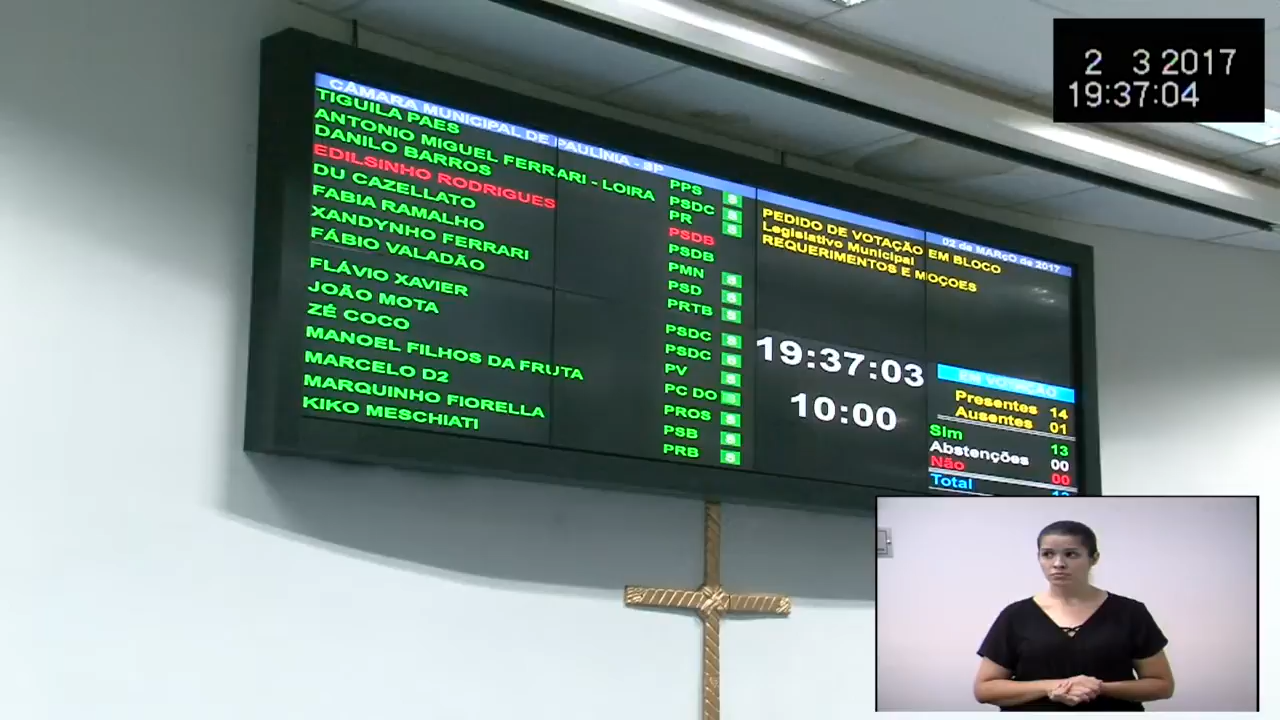 2 3 2017
19:37:04
CÂMARA MUNICIPAL DE PAULÍNIA - SP
02 de MARÇO de 2017
TIGUILA PAES PPS S
ANTONIO MIGUEL FERRARI - LOIRA PSDC S
DANILO BARROS PR S
EDILSINHO RODRIGUES PSDB
DU CAZELLATO PSDB
FABIA RAMALHO PMN S
XANDYNHO FERRARI PSD S
FÁBIO VALADÃO PRTB S
FLÁVIO XAVIER PSDC S
JOÃO MOTA PSDC S
ZÉ COCO PV S
MANOEL FILHOS DA FRUTA PC DO S
MARCELO D2 PROS S
MARQUINHO FIORELLA PSB S
KIKO MESCHIATI PRB S
PEDIDO DE VOTAÇÃO EM BLOCO
Legislativo Municipal
REQUERIMENTOS E MOÇOES
19:37:03
10:00
EM VOTAÇÃO
Presentes 14
Ausentes 01
Sim 13
Abstenções 00
Não 00
Total